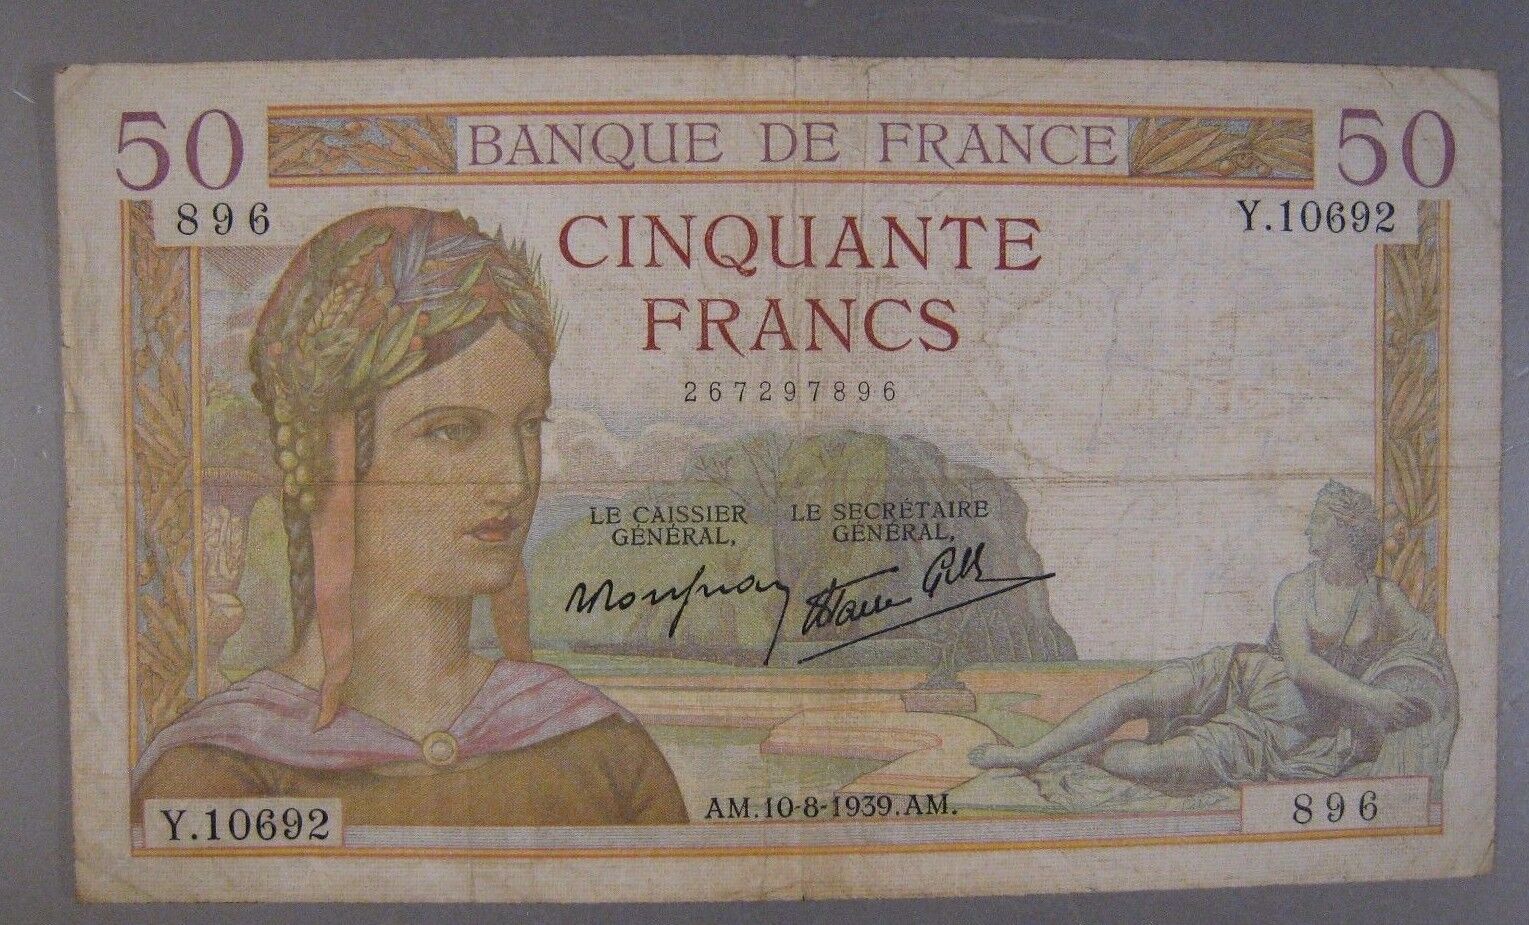 50 BANQUE DE FRANCE 50
896 Y.10692
CINQUANTE
FRANCS
267297896
LE CAISSIER GÉNÉRAL,
LE SECRÉTAIRE GÉNÉRAL,
AM.10-8-1939.AM.
Y.10692 896